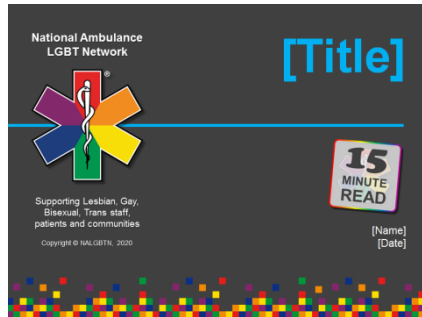 National Ambulance
LGBT Network
®
[Title]
15
MINUTE
READ
Supporting Lesbian, Gay,
Bisexual, Trans staff,
patients and communities
Copyright © NALGBTN, 2020
[Name]
[Date]